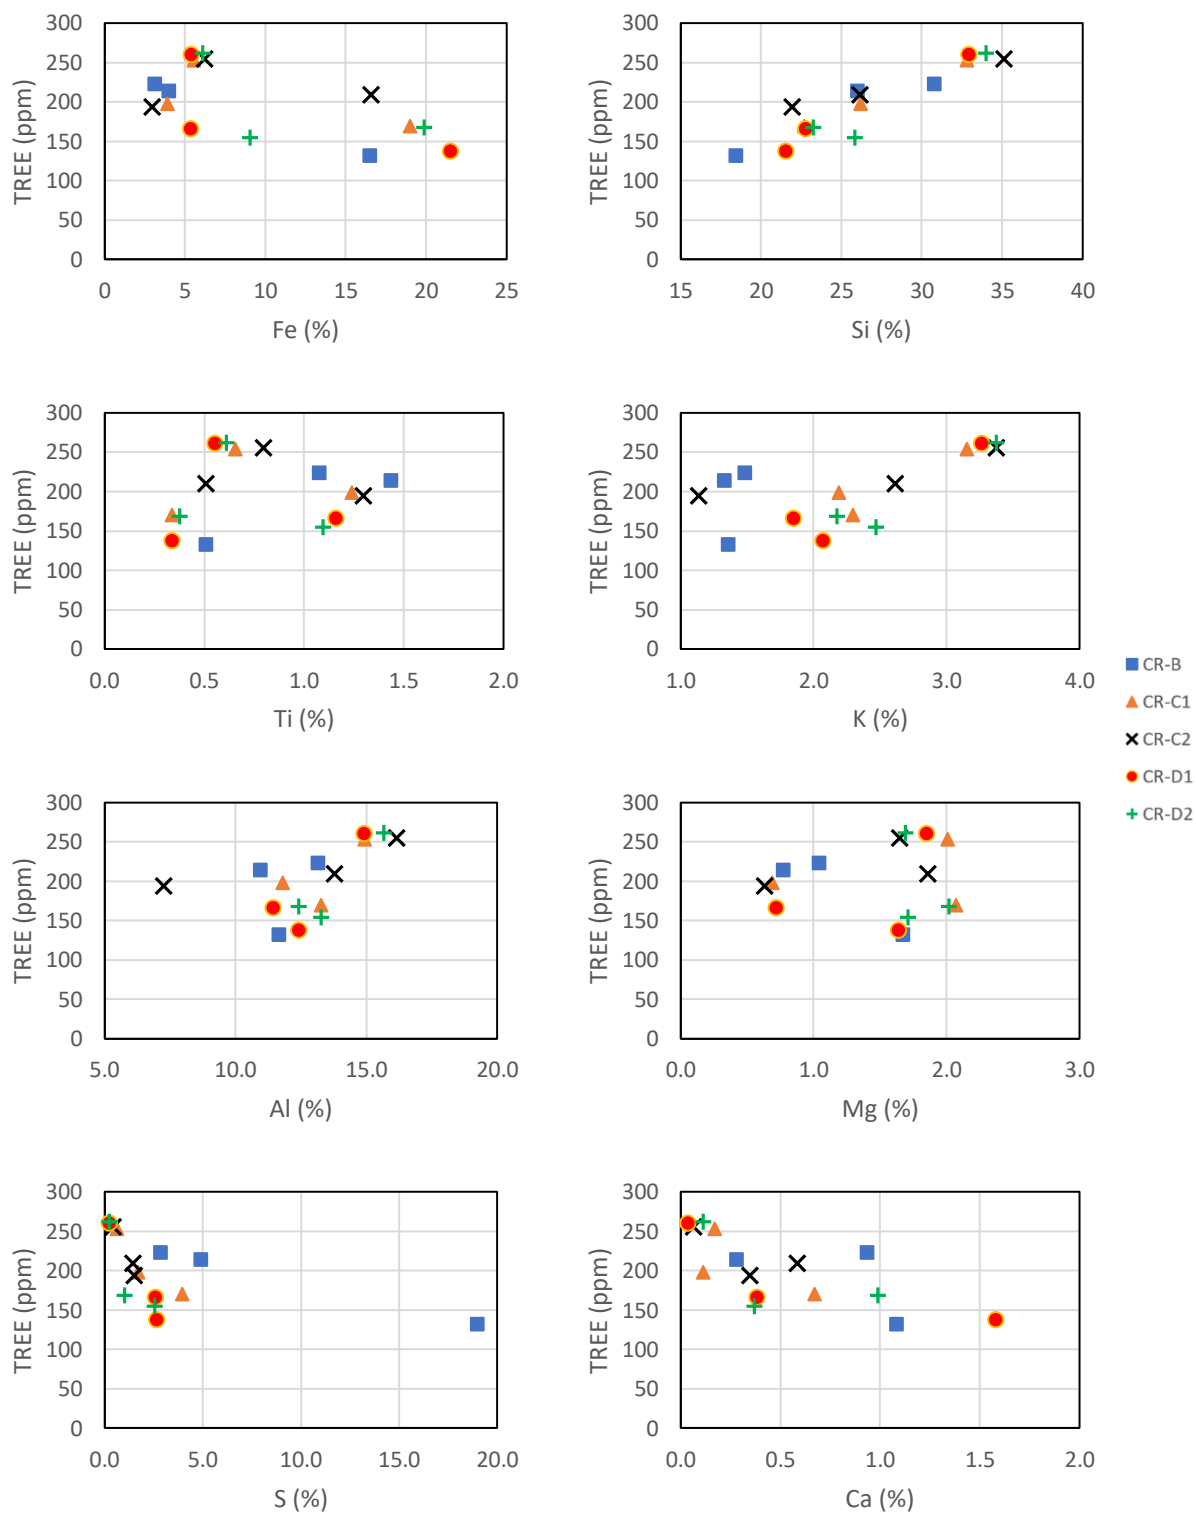 300
250
200
150
100
50
0
TREE (ppm)
0 5 10 15 20 25
Fe (%)
300
250
200
150
100
50
0
TREE (ppm)
15 20 25 30 35 40
Si (%)
300
250
200
150
100
50
0
TREE (ppm)
0.0 0.5 1.0 1.5 2.0
Ti (%)
300
250
200
150
100
50
0
TREE (ppm)
1.0 2.0 3.0 4.0
K (%)
CR-B
CR-C1
CR-C2
CR-D1
CR-D2
300
250
200
150
100
50
0
TREE (ppm)
5.0 10.0 15.0 20.0
Al (%)
300
250
200
150
100
50
0
TREE (ppm)
0.0 1.0 2.0 3.0
Mg (%)
300
250
200
150
100
50
0
TREE (ppm)
0.0 5.0 10.0 15.0 20.0
S (%)
300
250
200
150
100
50
0
TREE (ppm)
0.0 0.5 1.0 1.5 2.0
Ca (%)